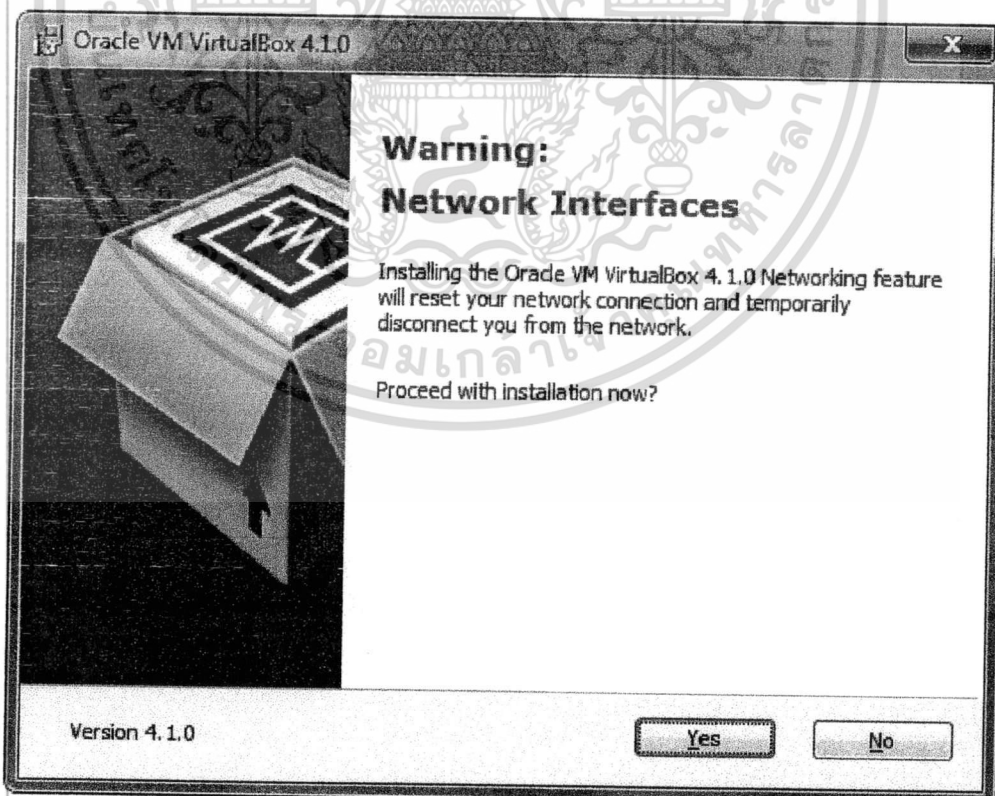 Oracle VM VirtualBox 4.1.0
Warning:
Network Interfaces
Installing the Oracle VM VirtualBox 4.1.0 Networking feature
will reset your network connection and temporarily
disconnect you from the network.
Proceed with installation now?
Version 4.1.0
Yes
No